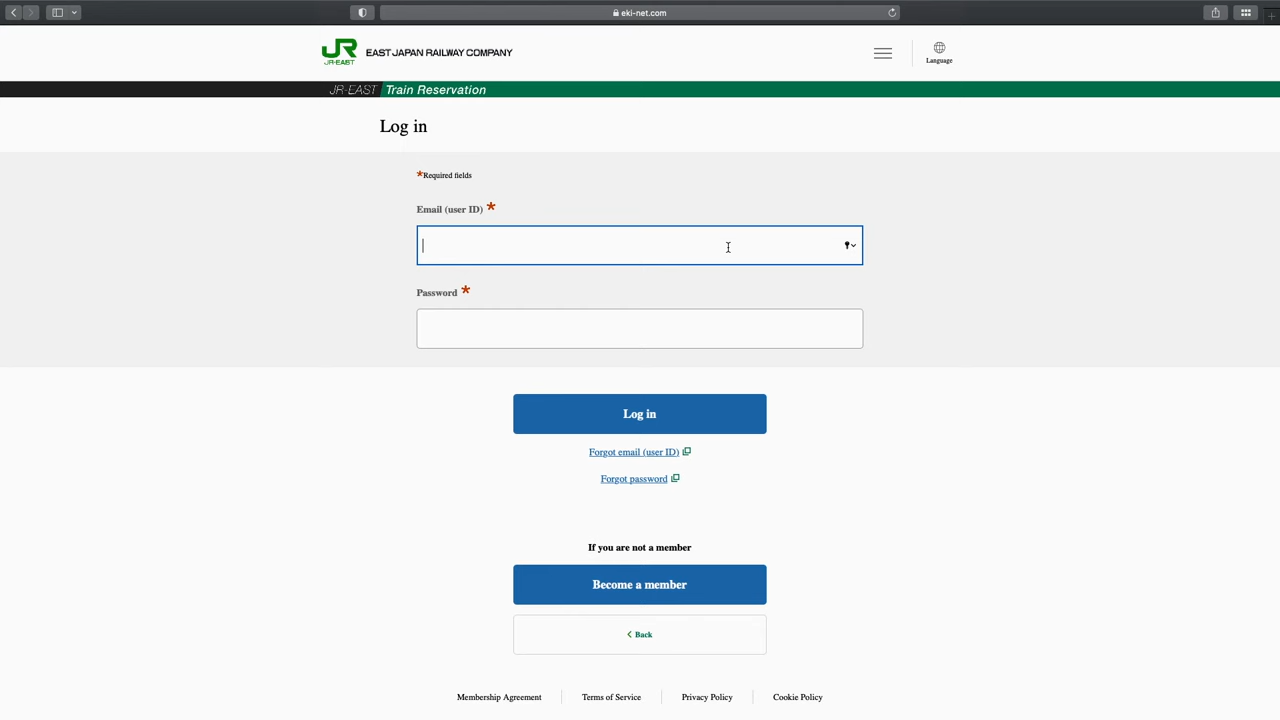 eki-net.com
JR
JR-EAST
EAST JAPAN RAILWAY COMPANY
Language
JR-EAST Train Reservation
Log in
*Required fields
Email (user ID) *
Password *
Log in
Forgot email (user ID)
Forgot password
If you are not a member
Become a member
Back
Membership Agreement
Terms of Service
Privacy Policy
Cookie Policy